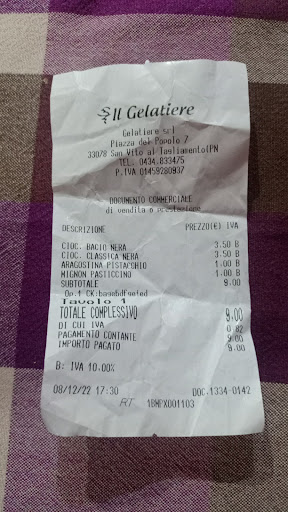 Il Gelatiere
Gelatiere srl
Piazza del Popolo 7
33078 San Vito al Tagliamento(PN
TEL. 0434.833475
P.IVA 01459280937
DOCUMENTO COMMERCIALE
di vendita o prestazione
DESCRIZIONE PREZZO(€) IVA
CIOC. BACIO NERA 3.50 B
CIOC. CLASSICA NERA 3.50 B
ARAGOSTINA PISTACCHIO 1.00 B
MIGNON PASTICCINO 1.00 B
SUBTOTALE 9.00
Op.1
Tavolo 1
TOTALE COMPLESSIVO 9.00
DI CUI IVA 0.82
PAGAMENTO CONTANTE 9.00
IMPORTO PAGATO 9.00
B: IVA 10.00%
08/12/22 17:30 DOC.1334-0142
RT 18MPX001103